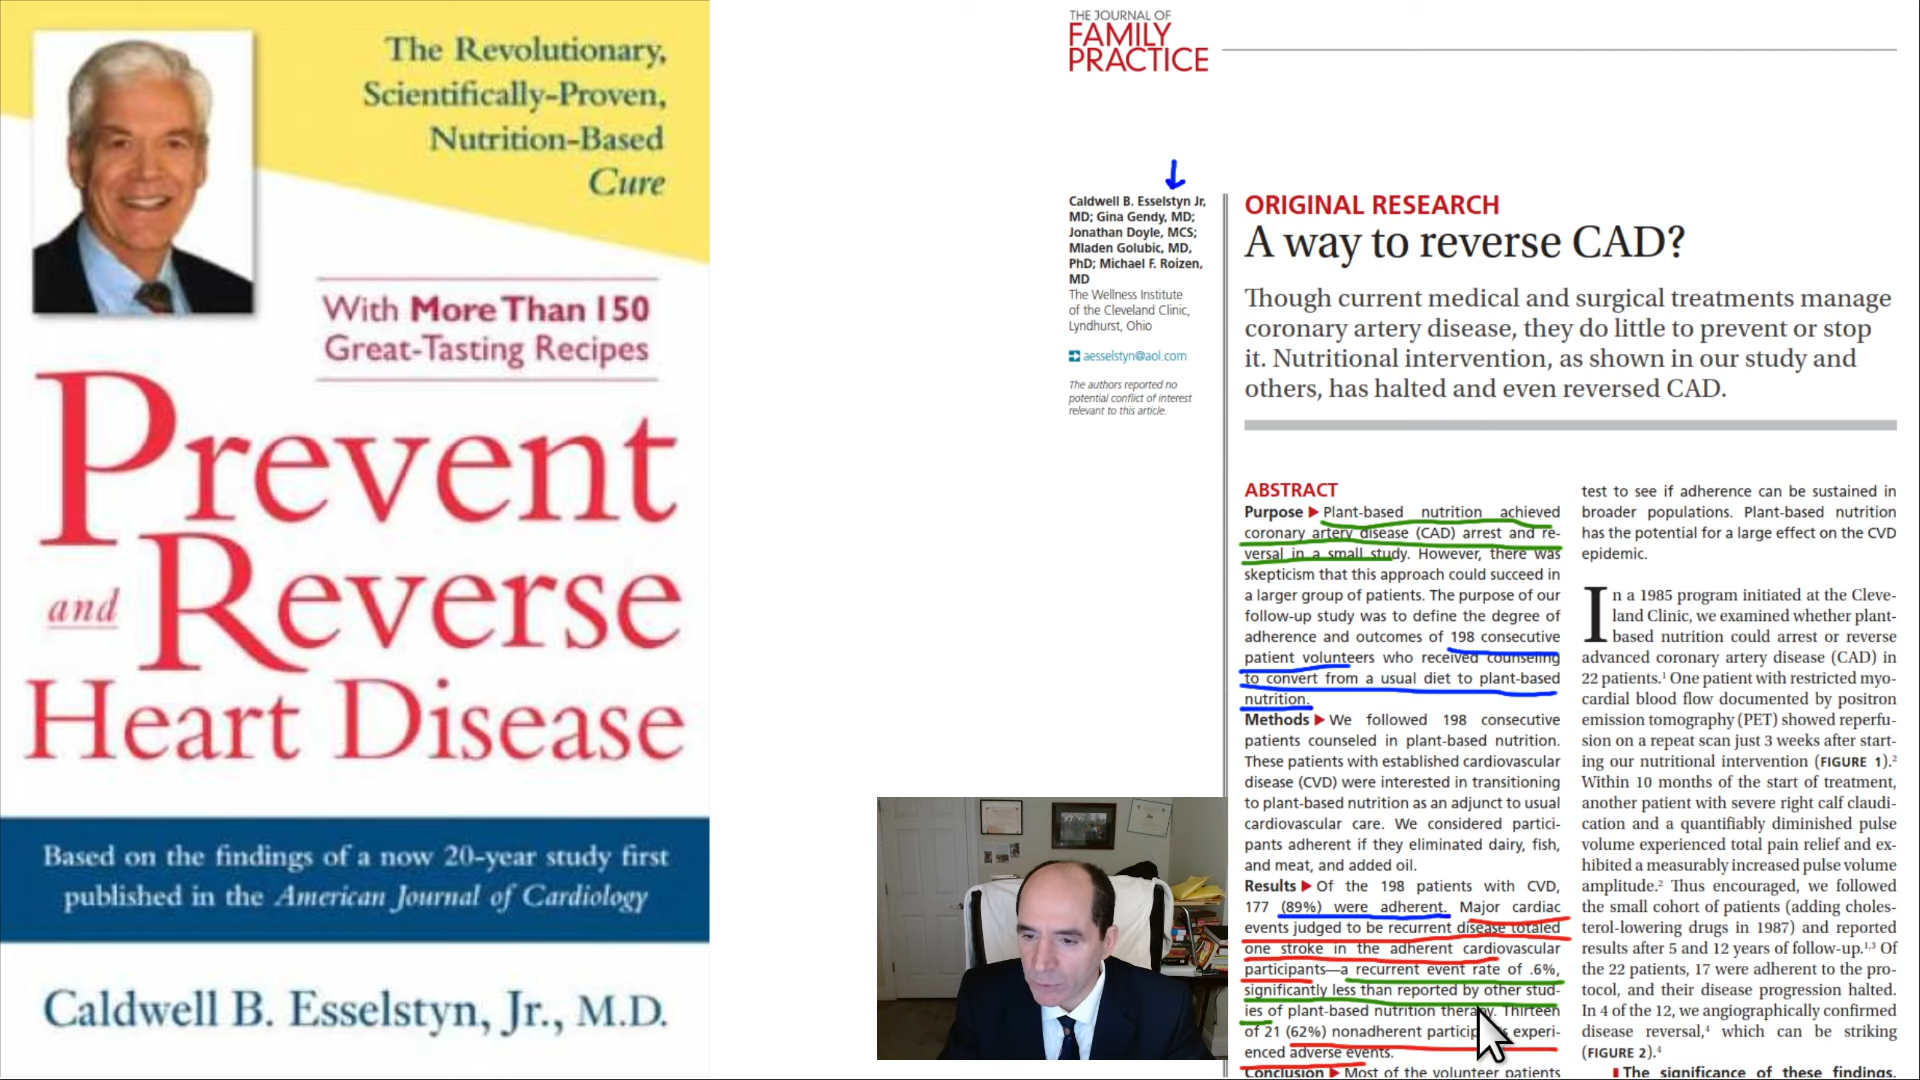 The Revolutionary,
Scientifically-Proven,
Nutrition-Based
Cure
With More Than 150
Great-Tasting Recipes
Prevent
and Reverse
Heart Disease
Based on the findings of a now 20-year study first
published in the American Journal of Cardiology
Caldwell B. Esselstyn, Jr., M.D.
THE JOURNAL OF
FAMILY
PRACTICE
Caldwell B. Esselstyn Jr,
MD; Gina Gendy, MD;
Jonathan Doyle, MCS;
Mladen Golubic, MD,
PhD; Michael F. Roizen,
MD
The Wellness Institute
of the Cleveland Clinic,
Lyndhurst, Ohio
aesselstyn@aol.com
The authors reported no
potential conflict of interest
relevant to this article.
ORIGINAL RESEARCH
A way to reverse CAD?
Though current medical and surgical treatments manage
coronary artery disease, they do little to prevent or stop
it. Nutritional intervention, as shown in our study and
others, has halted and even reversed CAD.
ABSTRACT
Purpose ▶ Plant-based nutrition achieved
coronary artery disease (CAD) arrest and re-
versal in a small study. However, there was
skepticism that this approach could succeed in
a larger group of patients. The purpose of our
follow-up study was to define the degree of
adherence and outcomes of 198 consecutive
patient volunteers who received counseling
to convert from a usual diet to plant-based
nutrition.
Methods ▶ We followed 198 consecutive
patients counseled in plant-based nutrition.
These patients with established cardiovascular
disease (CVD) were interested in transitioning
to plant-based nutrition as an adjunct to usual
cardiovascular care. We considered partici-
pants adherent if they eliminated dairy, fish,
and meat, and added oil.
Results ▶ Of the 198 patients with CVD,
177 (89%) were adherent. Major cardiac
events judged to be recurrent disease totaled
one stroke in the adherent cardiovascular
participants—a recurrent event rate of .6%,
significantly less than reported by other stud-
ies of plant-based nutrition therapy. Thirteen
of 21 (62%) nonadherent experi-
enced adverse events.
Conclusion ▶ Most of the volunteer patients
test to see if adherence can be sustained in
broader populations. Plant-based nutrition
has the potential for a large effect on the CVD
epidemic.
In a 1985 program initiated at the Cleve-
land Clinic, we examined whether plant-
based nutrition could arrest or reverse
advanced coronary artery disease (CAD) in
22 patients.1 One patient with restricted myo-
cardial blood flow documented by positron
emission tomography (PET) showed reperfu-
sion on a repeat scan just 3 weeks after start-
ing our nutritional intervention (FIGURE 1).2
Within 10 months of the start of treatment,
another patient with severe right calf claudi-
cation and a quantifiably diminished pulse
volume experienced total pain relief and ex-
hibited a measurably increased pulse volume
amplitude.2 Thus encouraged, we followed
the small cohort of patients (adding choles-
terol-lowering drugs in 1987) and reported
results after 5 and 12 years of follow-up.1,3 Of
the 22 patients, 17 were adherent to the pro-
tocol, and their disease progression halted.
In 4 of the 12, we angiographically confirmed
disease reversal,4 which can be striking
(FIGURE 2).4
The significance of these findings.